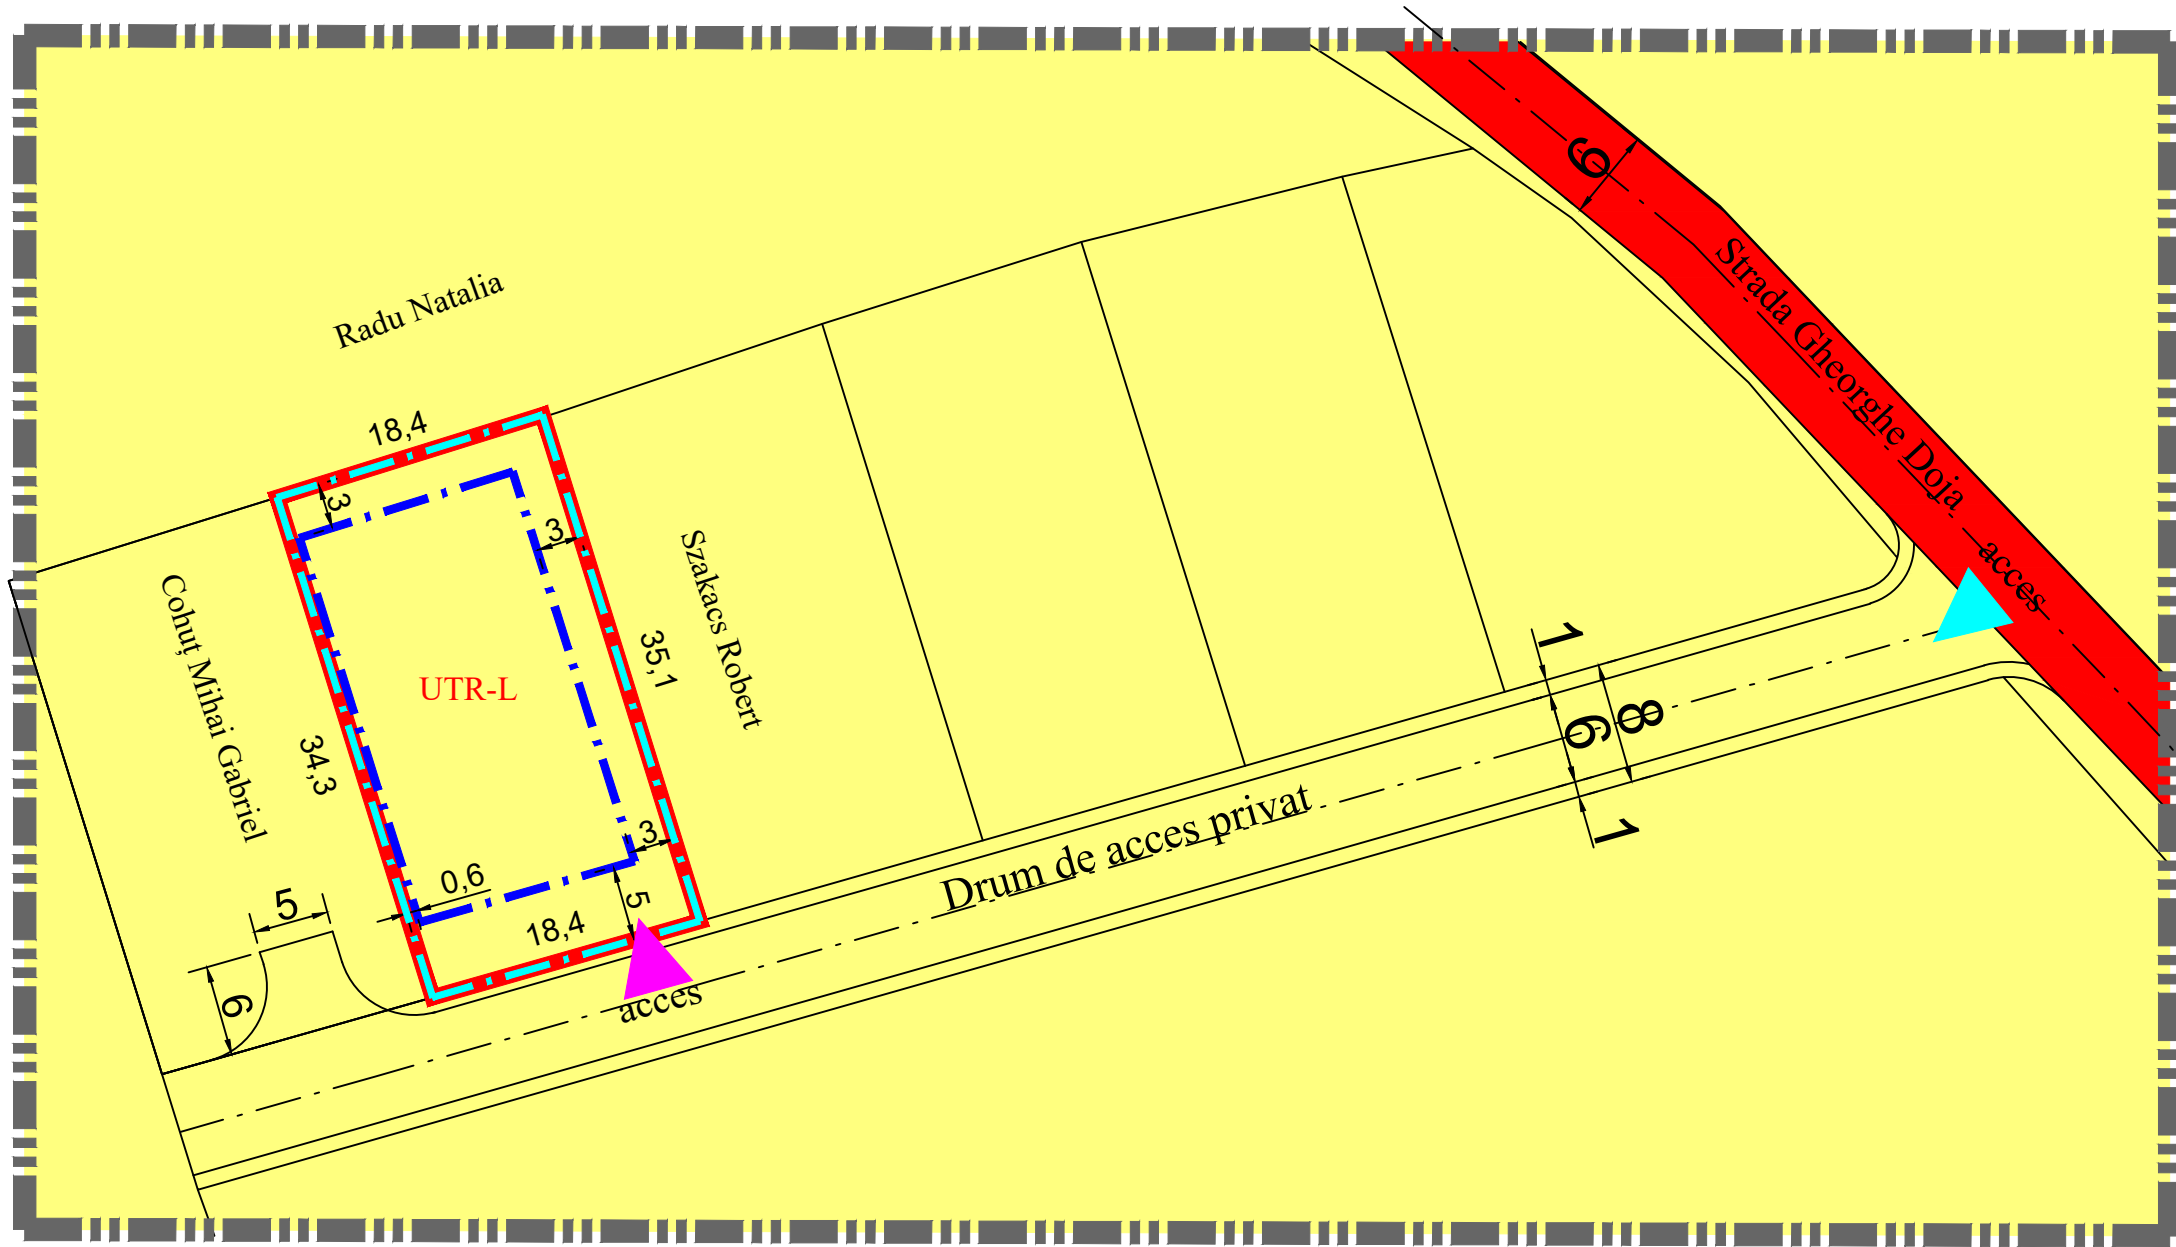 6
Strada Gheorghe Doja
acces
Radu Natalia
18,4
3
3
Szakacs Robert
35,1
Cohuț Mihai Gabriel
34,3
UTR-L
1
6
8
1
3
0,6
5
5
18,4
6
acces
Drum de acces privat